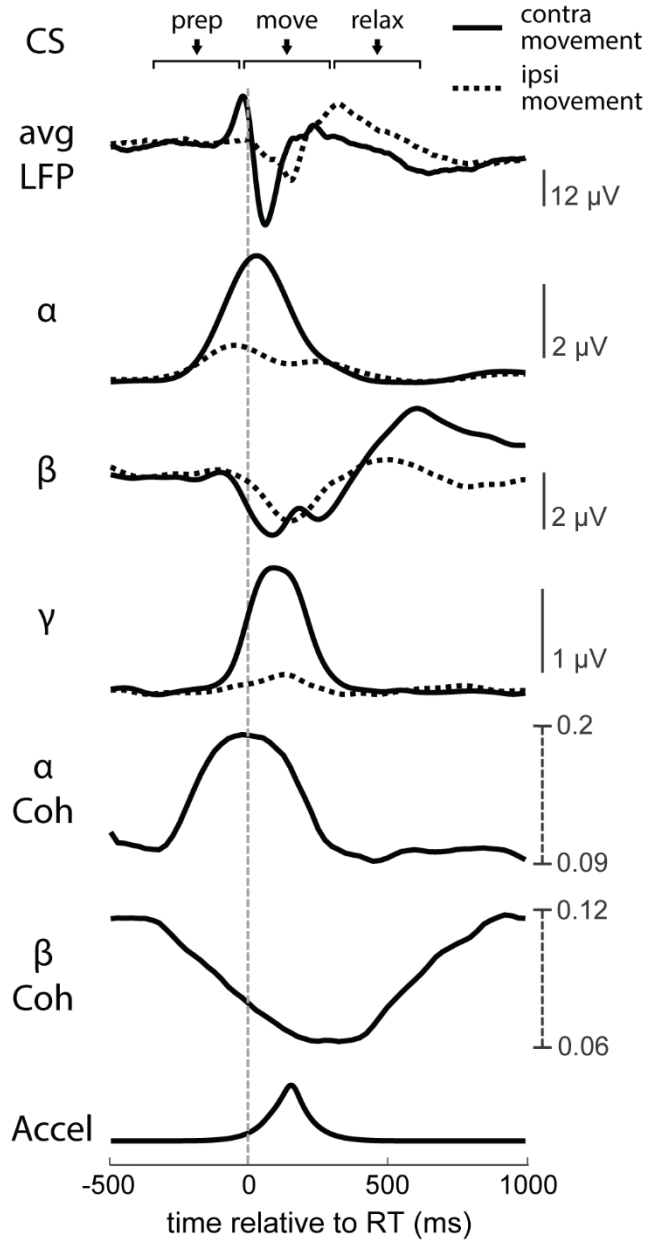 CS
prep
move
relax
contra
movement
ipsi
movement
avg
LFP
12 µV
α
2 µV
β
2 µV
γ
1 µV
α
Coh
0.2
0.09
β
Coh
0.12
0.06
Accel
-500
0
500
1000
time relative to RT (ms)